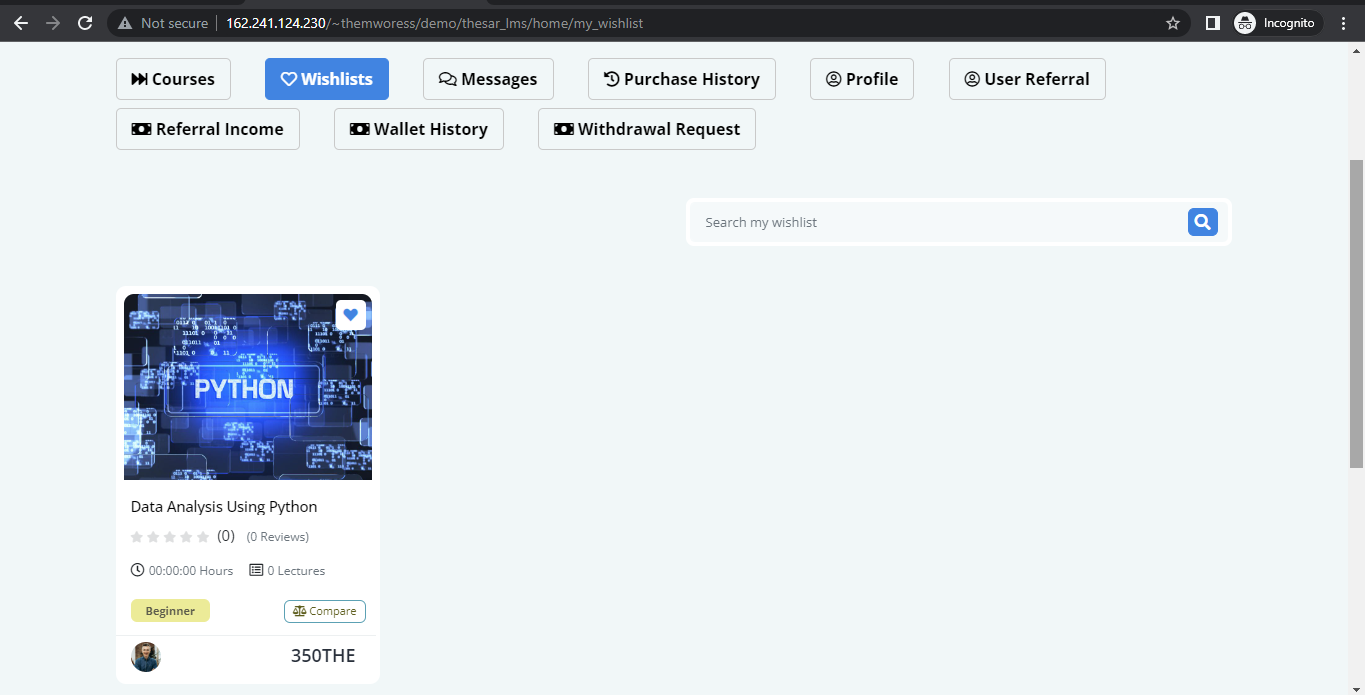 Not secure 162.241.124.230/~themworess/demo/thesar_lms/home/my_wishlist Incognito
Courses Wishlists Messages Purchase History Profile User Referral
Referral Income Wallet History Withdrawal Request
Search my wishlist
PYTHON
Data Analysis Using Python
(0) (0 Reviews)
00:00:00 Hours 0 Lectures
Beginner Compare
350THE